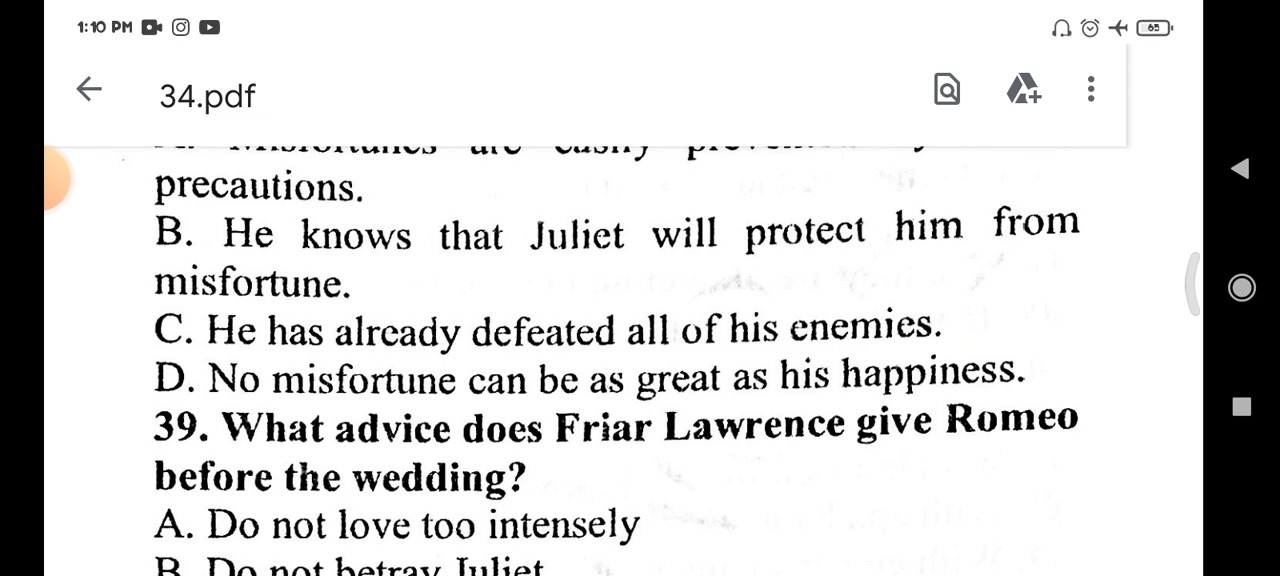 1:10 PM
65
34.pdf
precautions.
B. He knows that Juliet will protect him from
misfortune.
C. He has already defeated all of his enemies.
D. No misfortune can be as great as his happiness.
39. What advice does Friar Lawrence give Romeo
before the wedding?
A. Do not love too intensely
B. Do not betray Juliet